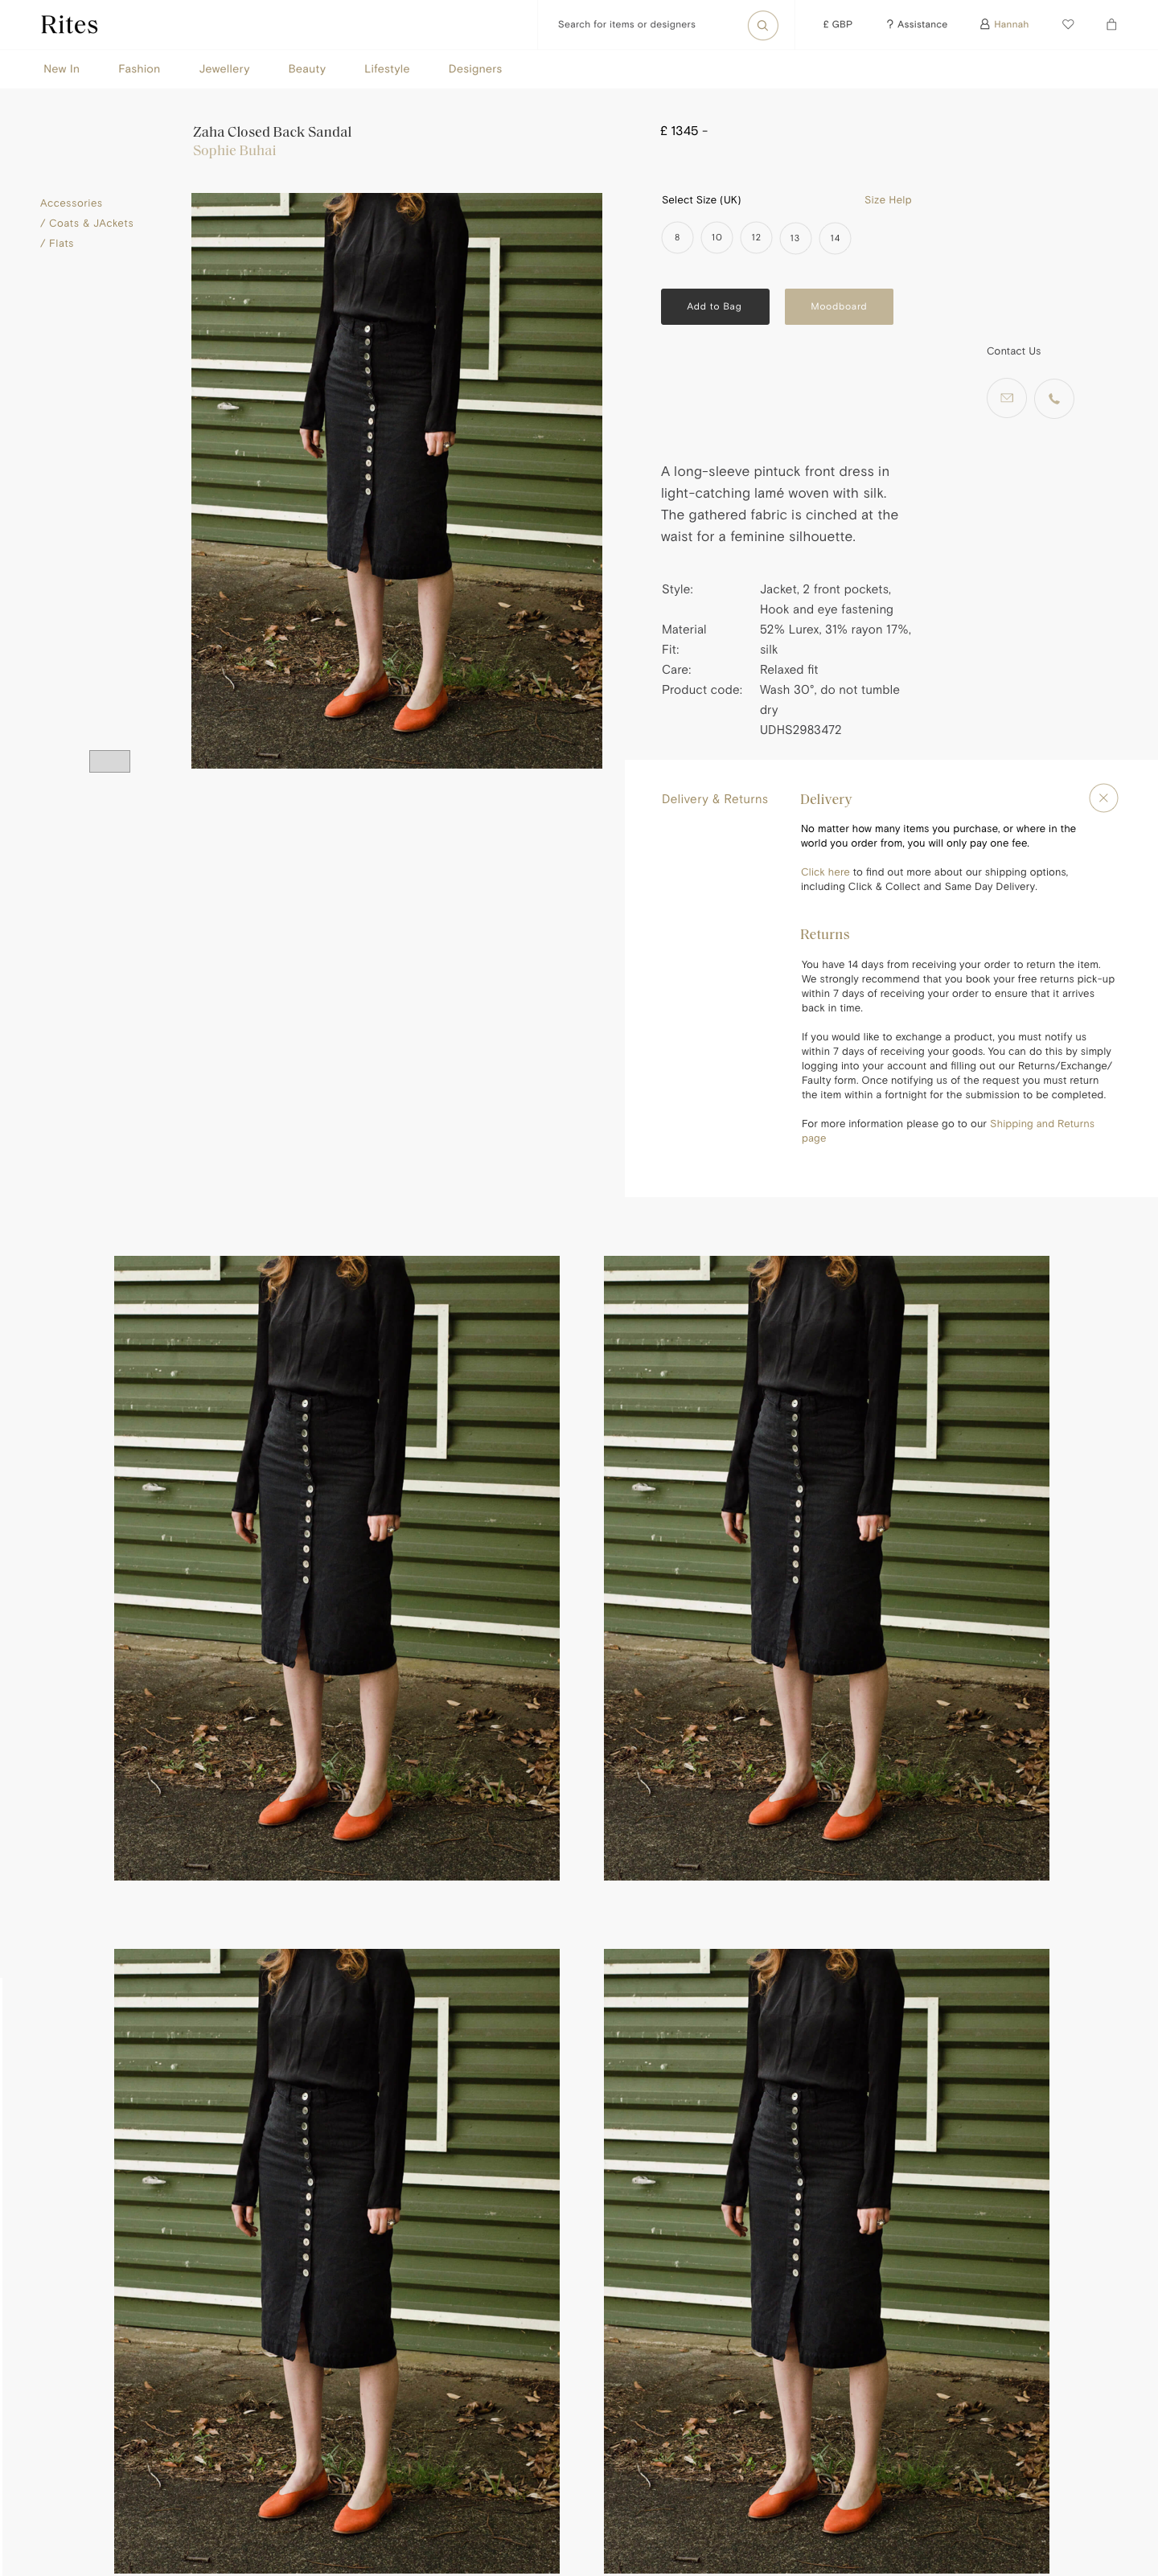 Rites
Search for items or designers
£ GBP
? Assistance
Hannah
New In
Fashion
Jewellery
Beauty
Lifestyle
Designers
Zaha Closed Back Sandal
Sophie Buhai
£ 1345 -
Accessories
/ Coats & JAckets
/ Flats
Select Size (UK)
Size Help
8
10
12
13
14
Add to Bag
Moodboard
Contact Us
A long-sleeve pintuck front dress in
light-catching lamé woven with silk.
The gathered fabric is cinched at the
waist for a feminine silhouette.
Style:
Material
Fit:
Care:
Product code:
Jacket, 2 front pockets,
Hook and eye fastening
52% Lurex, 31% rayon 17%,
silk
Relaxed fit
Wash 30°, do not tumble
dry
UDHS2983472
Delivery & Returns
Delivery
No matter how many items you purchase, or where in the
world you order from, you will only pay one fee.
Click here to find out more about our shipping options,
including Click & Collect and Same Day Delivery.
Returns
You have 14 days from receiving your order to return the item.
We strongly recommend that you book your free returns pick-up
within 7 days of receiving your order to ensure that it arrives
back in time.
If you would like to exchange a product, you must notify us
within 7 days of receiving your goods. You can do this by simply
logging into your account and filling out our Returns/Exchange/
Faulty form. Once notifying us of the request you must return
the item within a fortnight for the submission to be completed.
For more information please go to our Shipping and Returns
page